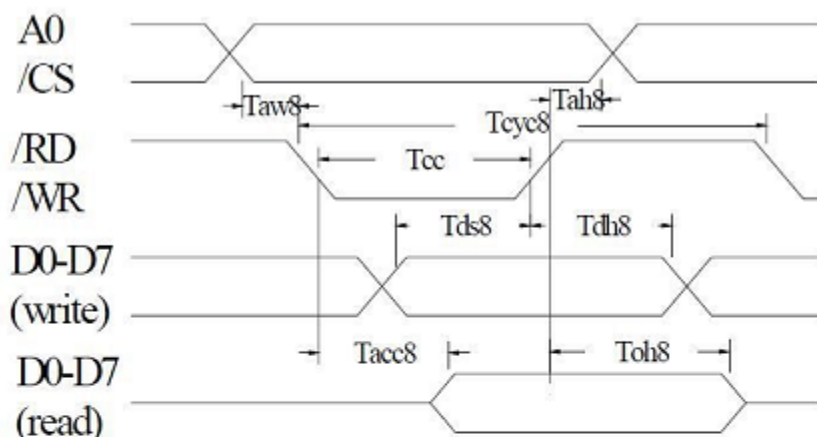 A0
/CS
Taw8
Tah8
Tcyc8
/RD
/WR
Tcc
Tds8
Tdh8
D0-D7
(write)
Tacc8
Toh8
D0-D7
(read)